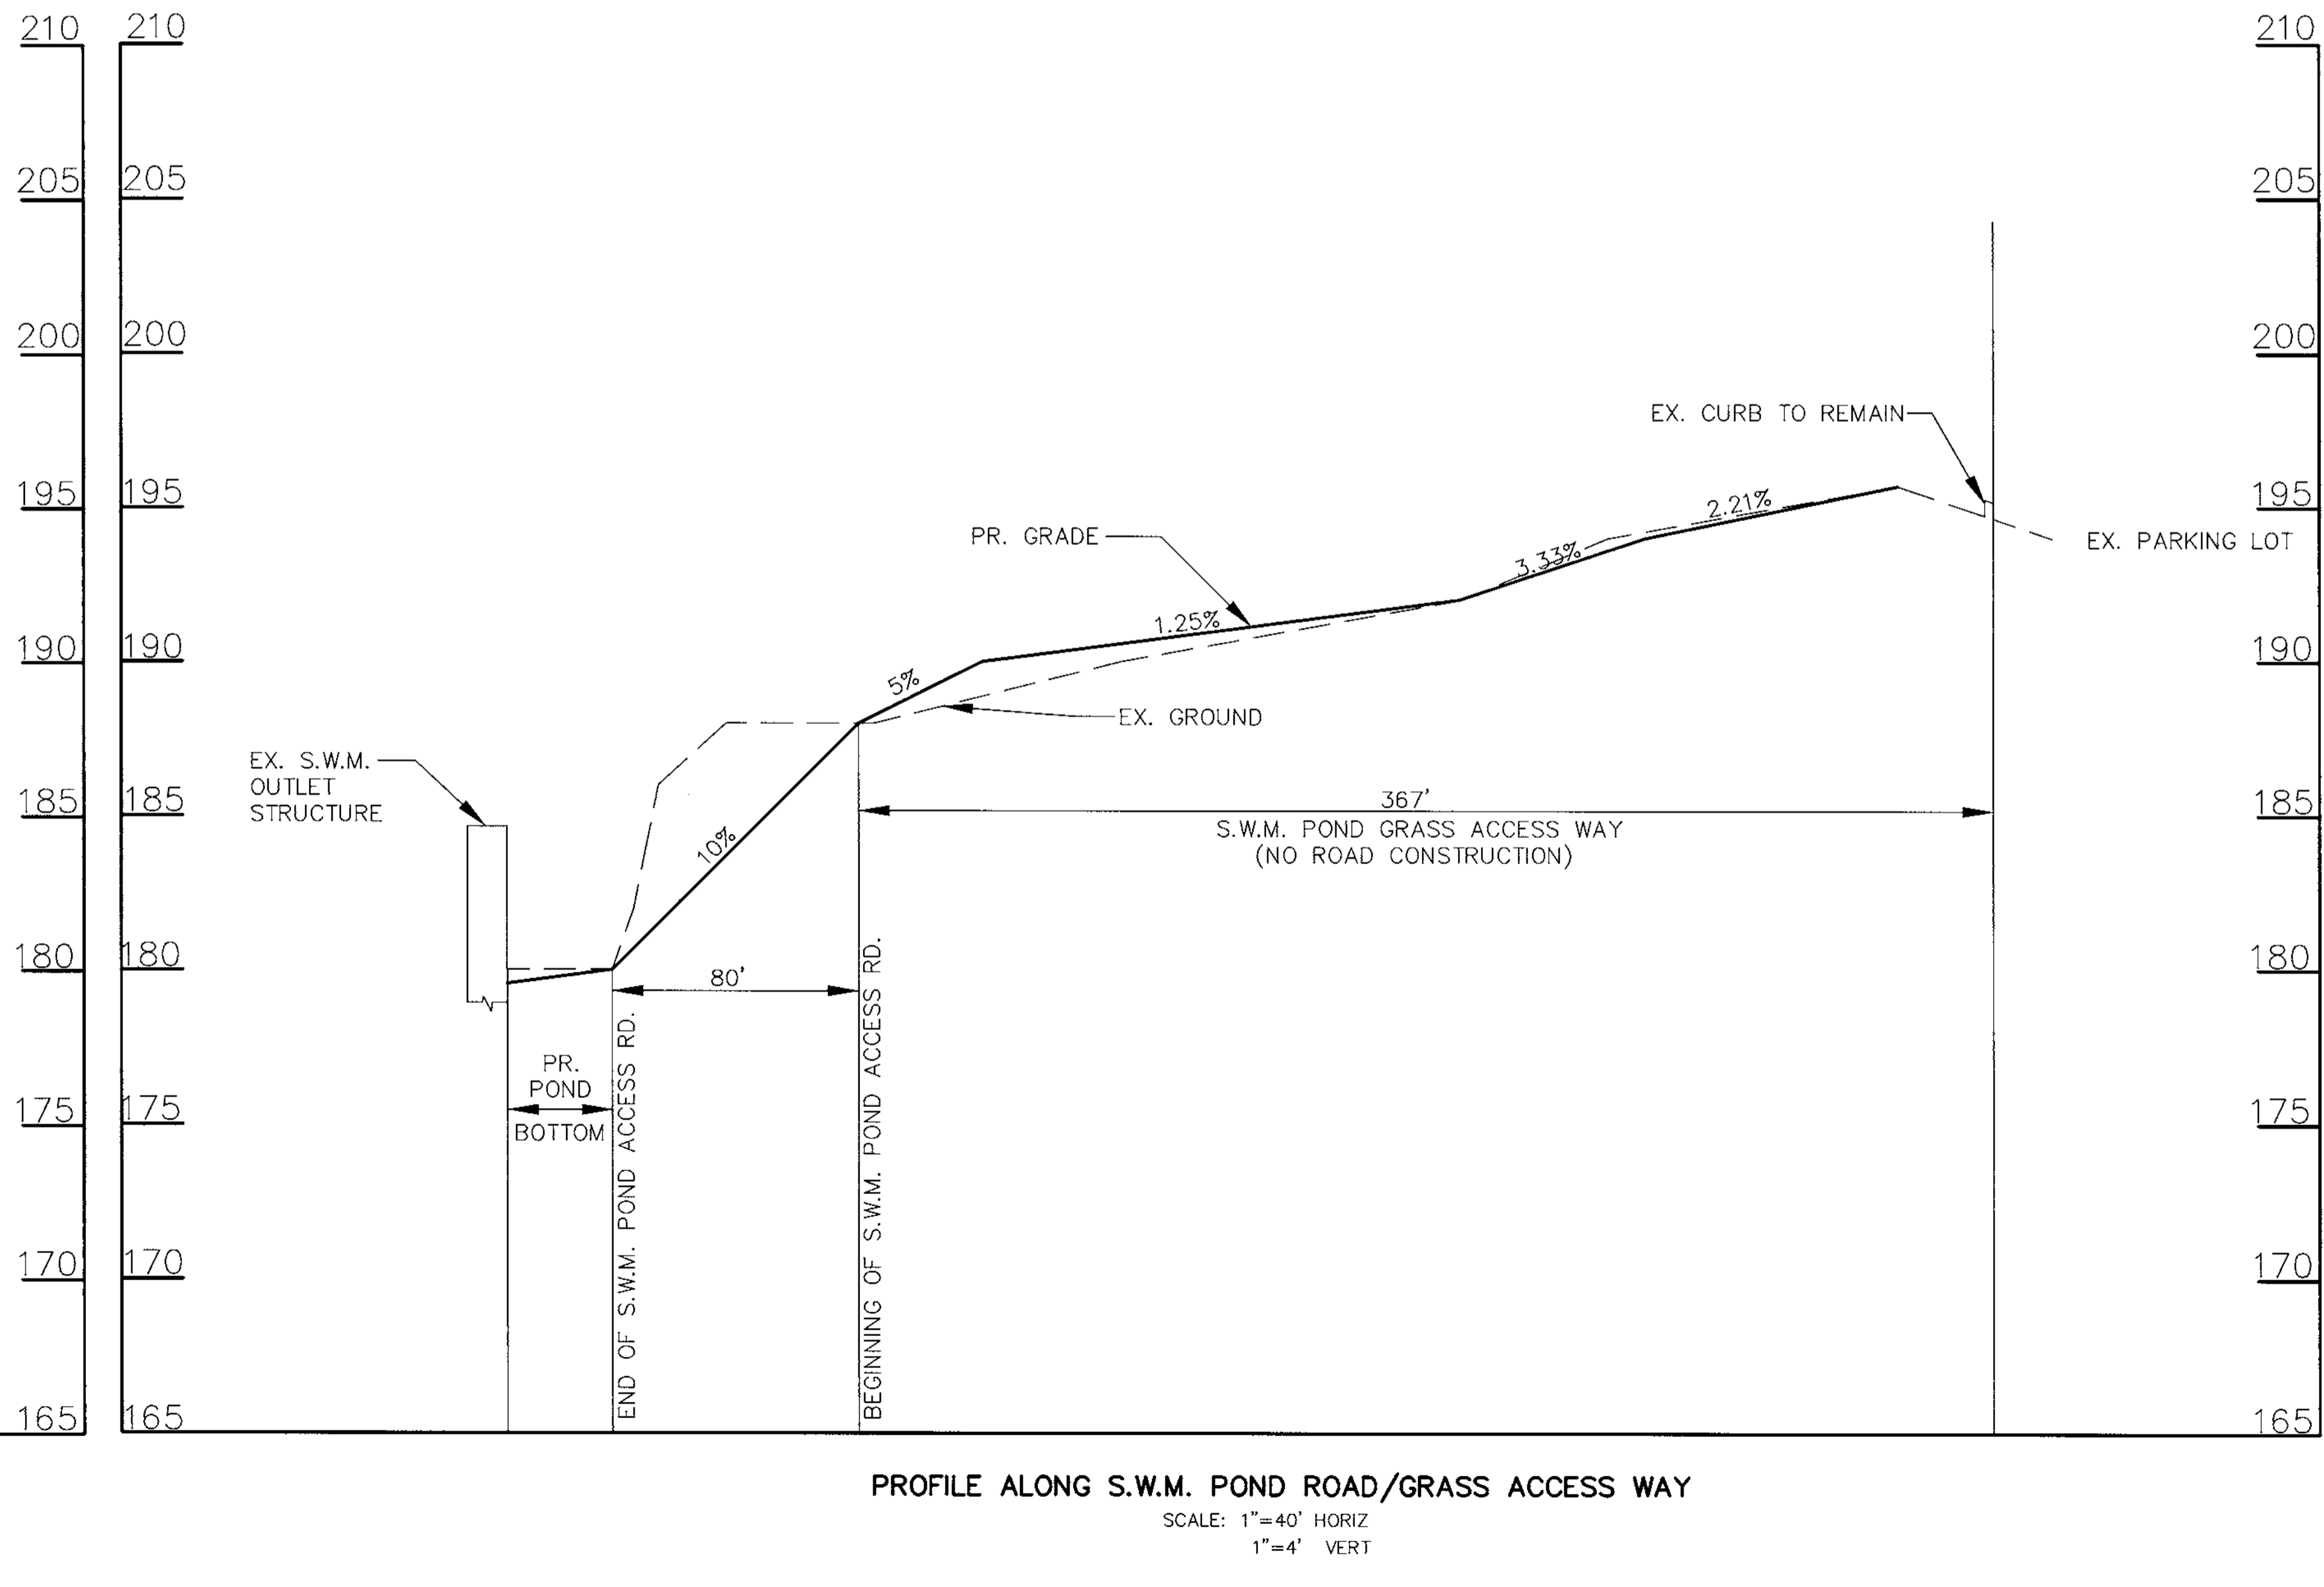 210 210 210
205 205 205
200 200 200
EX. CURB TO REMAIN
195 195 195
2.21%
PR. GRADE
EX. PARKING LOT
3.33%
1.25%
190 190 190
5%
EX. GROUND
EX. S.W.M.
OUTLET
STRUCTURE
185 185 185
367'
S.W.M. POND GRASS ACCESS WAY
(NO ROAD CONSTRUCTION)
10%
180 180 180
80'
PR.
POND
BOTTOM
END OF S.W.M. POND ACCESS RD.
BEGINNING OF S.W.M. POND ACCESS RD.
175 175 175
170 170 170
165 165 165
PROFILE ALONG S.W.M. POND ROAD/GRASS ACCESS WAY
SCALE: 1"=40' HORIZ
1"=4' VERT